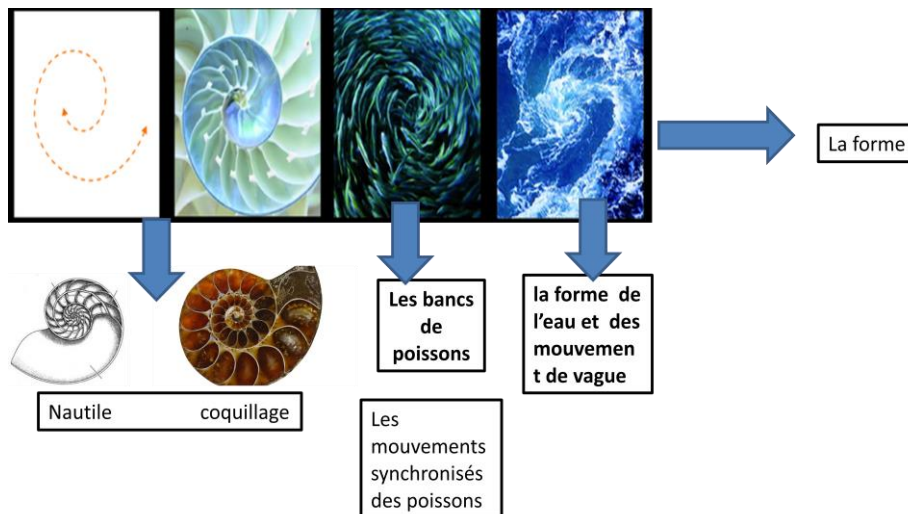 La forme
Les bancs
de
poissons
la forme de
l'eau et des
mouvemen
t de vague
Nautile coquillage
Les
mouvements
synchronisés
des poissons